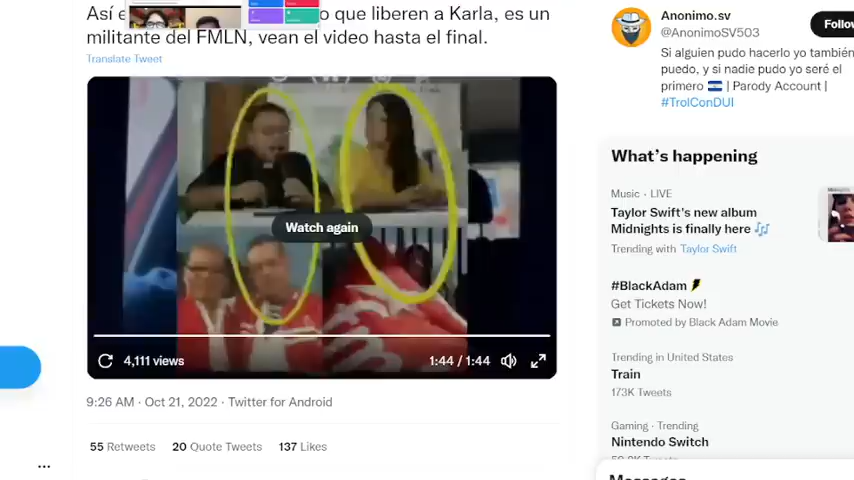 Así
o que liberen a Karla, es un
militante del FMLN, vean el video hasta el final.
Translate Tweet
Watch again
4,111 views
1:44 / 1:44
9:26 AM · Oct 21, 2022 · Twitter for Android
55 Retweets 20 Quote Tweets 137 Likes
Anonimo.sv
@AnonimoSV503
Follow
Si alguien pudo hacerlo yo también
puedo, y si nadie pudo yo seré el
primero | Parody Account |
#TrolConDUI
What's happening
Music · LIVE
Taylor Swift's new album
Midnights is finally here
Trending with Taylor Swift
#BlackAdam
Get Tickets Now!
Promoted by Black Adam Movie
Trending in United States
Train
173K Tweets
Gaming · Trending
Nintendo Switch
Messages